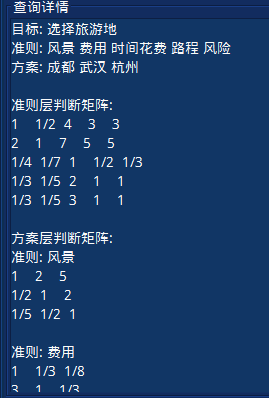 查询详情
目标: 选择旅游地
准则: 风景 费用 时间花费 路程 风险
方案: 成都 武汉 杭州
准则层判断矩阵:
1 1/2 4 3 3
2 1 7 5 5
1/4 1/7 1 1/2 1/3
1/3 1/5 2 1 1
1/3 1/5 3 1 1
方案层判断矩阵:
准则: 风景
1 2 5
1/2 1 2
1/5 1/2 1
准则: 费用
1 1/3 1/8
3 1 1/3